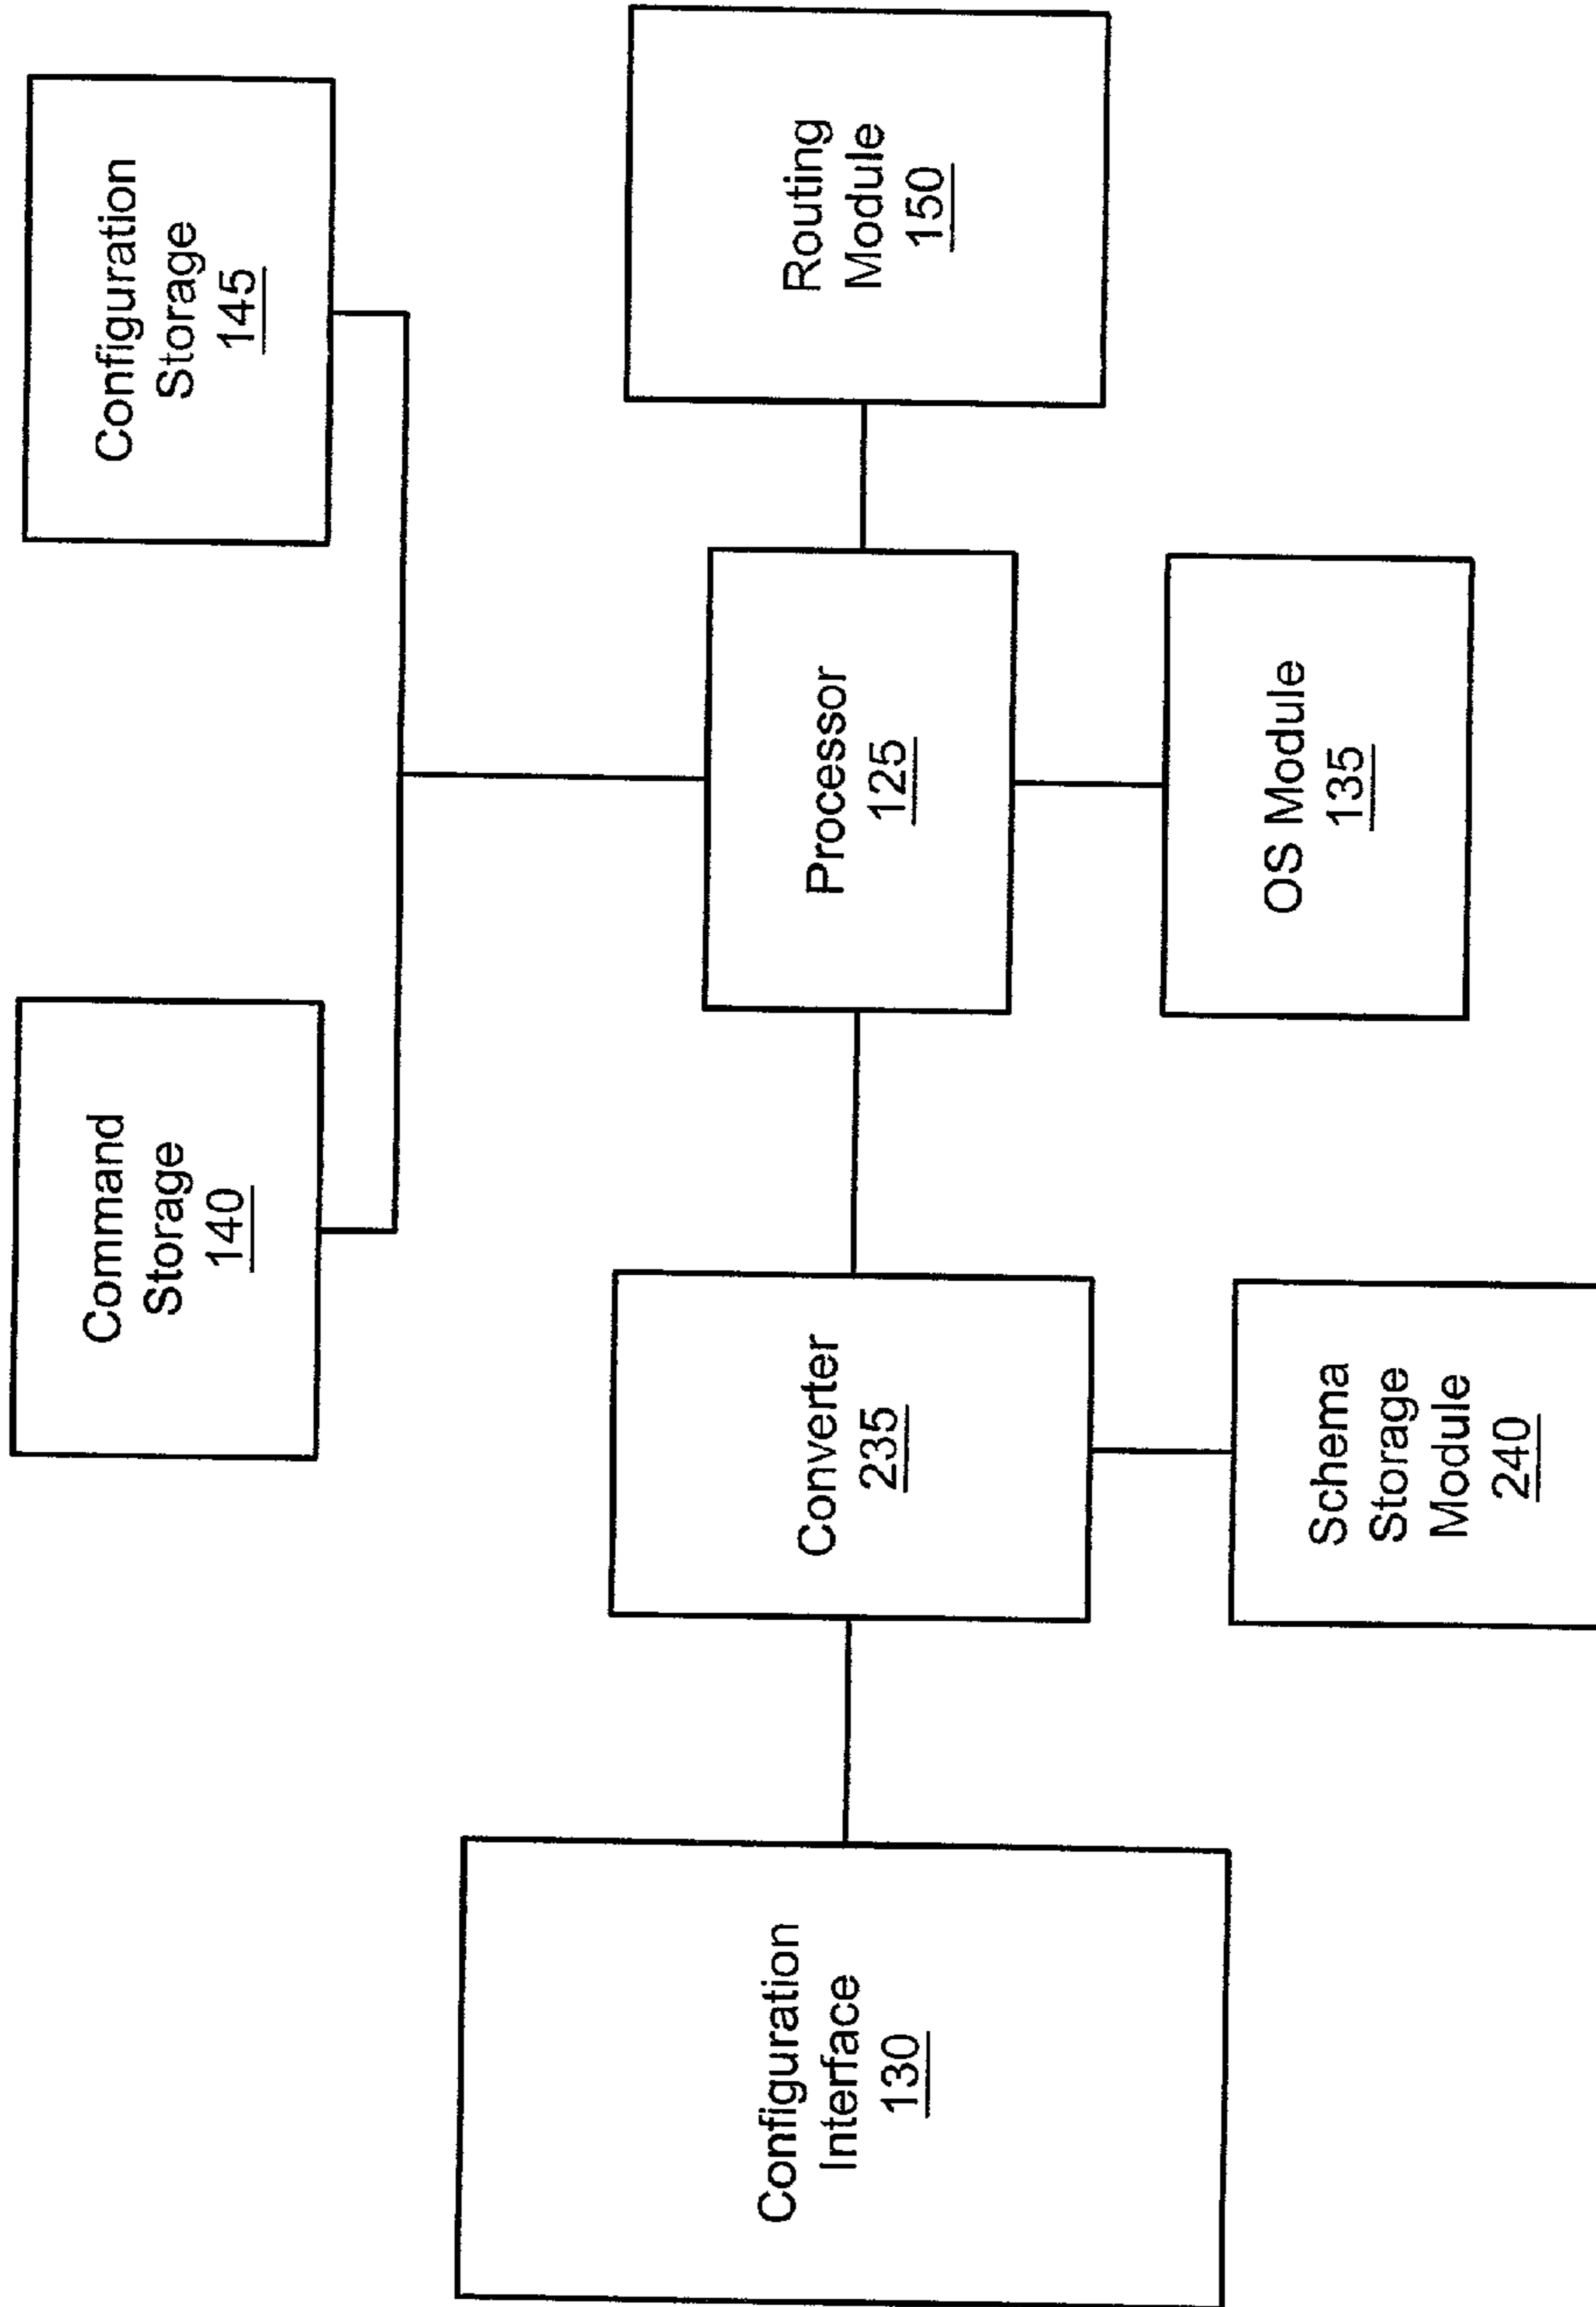 Command
Storage
140
Configuration
Storage
145
Configuration
Interface
130
Converter
235
Processor
125
Routing
Module
150
Schema
Storage
Module
240
OS Module
135